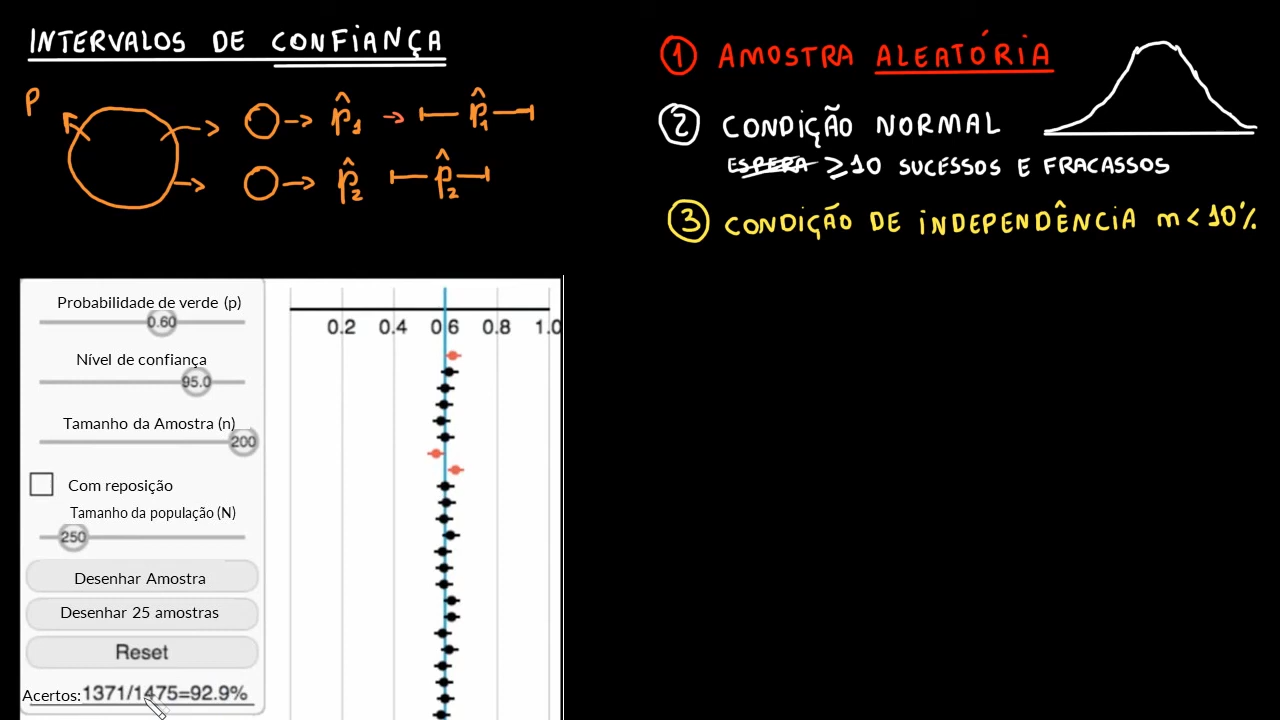 INTERVALOS DE CONFIANÇA
P
p̂1
p̂1
p̂2
p̂2
1 AMOSTRA ALEATÓRIA
2 CONDIÇÃO NORMAL
ESPERA ≥10 SUCESSOS E FRACASSOS
3 CONDIÇÃO DE INDEPENDÊNCIA m < 10%
Probabilidade de verde (p)
0.60
Nível de confiança
95.0
Tamanho da Amostra (n)
200
Com reposição
Tamanho da população (N)
250
Desenhar Amostra
Desenhar 25 amostras
Reset
Acertos: 1371/1475=92.9%
0.2 0.4 0.6 0.8 1.0